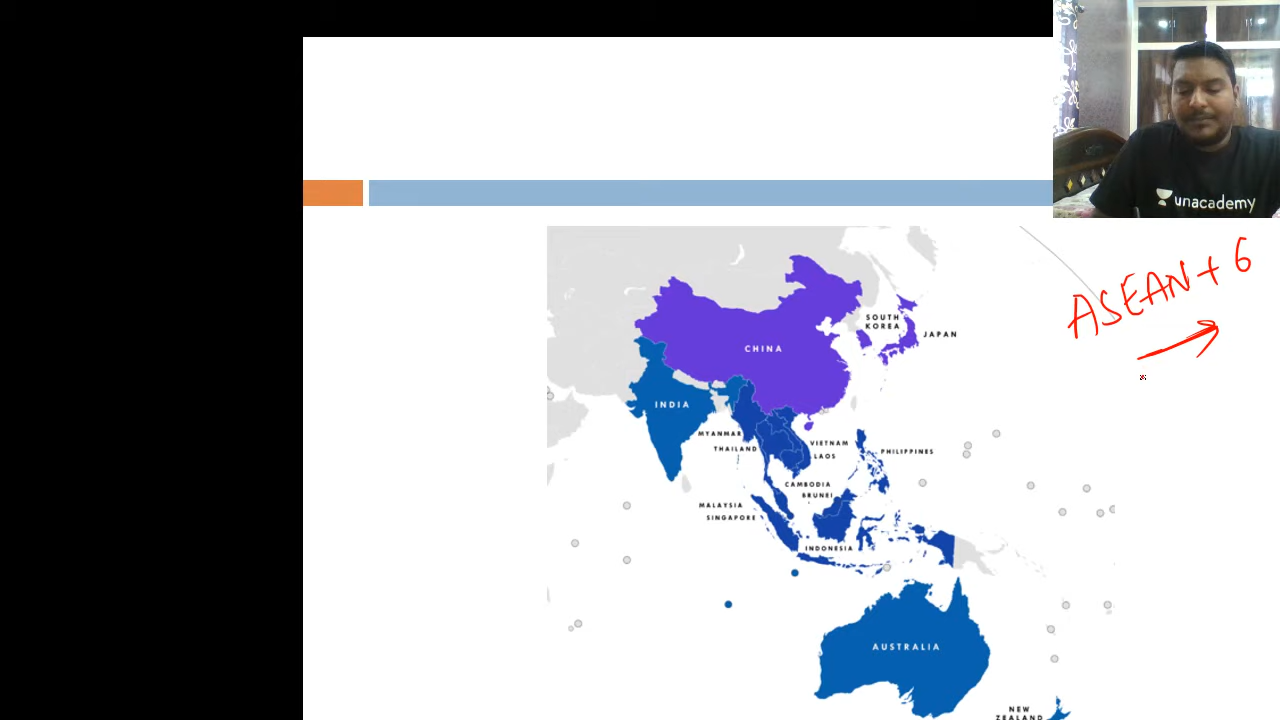 unacademy
ASEAN + 6
SOUTH
KOREA
JAPAN
CHINA
INDIA
MYANMAR
VIETNAM
THAILAND
LAOS
PHILIPPINES
CAMBODIA
BRUNEI
MALAYSIA
SINGAPORE
INDONESIA
AUSTRALIA
NEW
ZEALAND